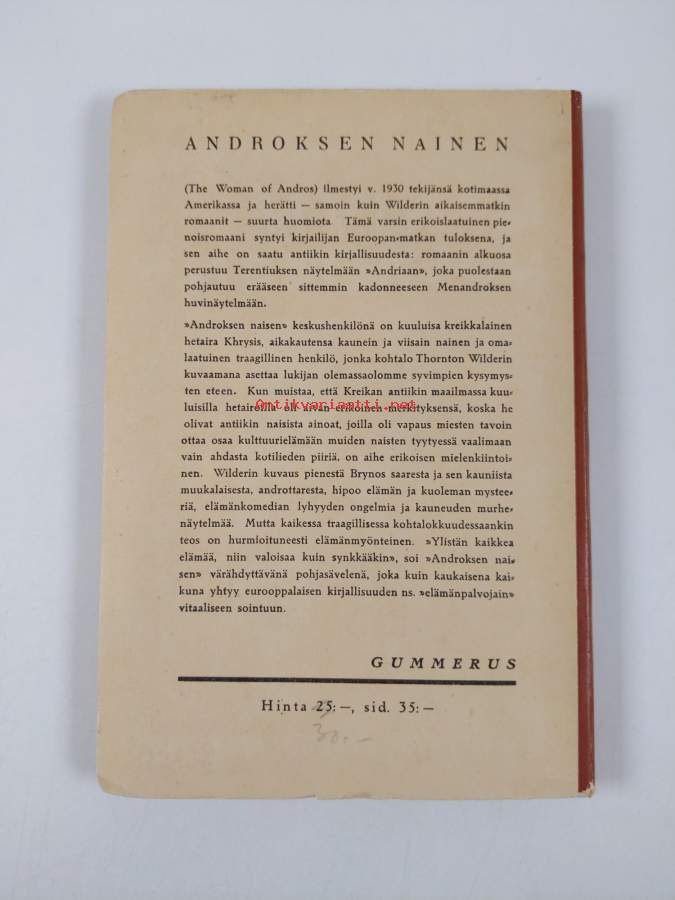 ANDROKSEN NAINEN
(The Woman of Andros) ilmestyi v. 1930 tekijänsä kotimaassa
Amerikassa ja herätti — samoin kuin Wilderin aikaisemmatkin
romaanit — suurta huomiota. Tämä varsin erikoislaatuinen pie-
noisromaani syntyi kirjailijan Euroopan-matkan tuloksena, ja
sen aihe on saatu antiikin kirjallisuudesta: romaanin alkuosa
perustuu Terentiuksen näytelmään »Andriaan», joka puolestaan
pohjautuu erääseen sittemmin kadonneeseen Menandroksen
huvinäytelmään.
»Androksen naisen» keskushenkilönä on kuuluisa kreikkalainen
hetaira Khrysis, aikakautensa kaunein ja viisain nainen ja oma-
laatuinen traagillinen henkilö, jonka kohtalo Thornton Wilderin
kuvaamana asettaa lukijan olemassaolomme syvimpien kysymys-
ten eteen. Kun muistaa, että Kreikan antiikin maailmassa kuu-
Antikvariantti.net
luisilla hetairoilla oli aivan erikoinen merkityksensä, koska he
olivat antiikin naisista ainoat, joilla oli vapaus miesten tavoin
ottaa osaa kulttuurielämään muiden naisten tyytyessä vaalimaan
vain ahdasta kotilieden piiriä, on aihe erikoisen mielenkiintoi-
nen. Wilderin kuvaus pienestä Brynos saaresta ja sen kauniista
muukalaisesta, androttaresta, hipoo elämän ja kuoleman mystee-
riä, elämänkomedian lyhyyden ongelmia ja kauneuden murhe-
näytelmää. Mutta kaikessa traagillisessa kohtalokkuudessaankin
teos on hurmioituneesti elämänmyönteinen. »Ylistän kaikkea
elämää, niin valoisaa kuin synkkääkin», soi »Androksen nai-
sen» värähdyttävänä pohjasävelenä, joka kuin kaukaisena kai-
kuna yhtyy eurooppalaisen kirjallisuuden ns. »elämänpalvojain»
vitaaliseen sointuun.
GUMMERUS
Hinta 25:—, sid. 35:—
30.-